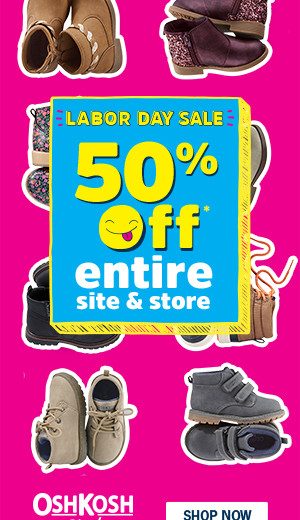 LABOR DAY SALE
50%
Off*
entire
site & store
OSHKOSH
SHOP NOW